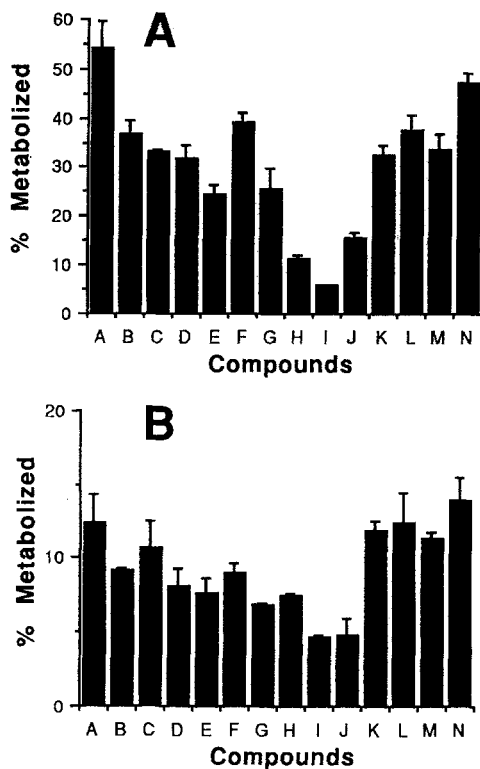 A
% Metabolized
60
50
40
30
20
10
0
A B C D E F G H I J K L M N
Compounds
B
% Metabolized
20
10
0
A B C D E F G H I J K L M N
Compounds